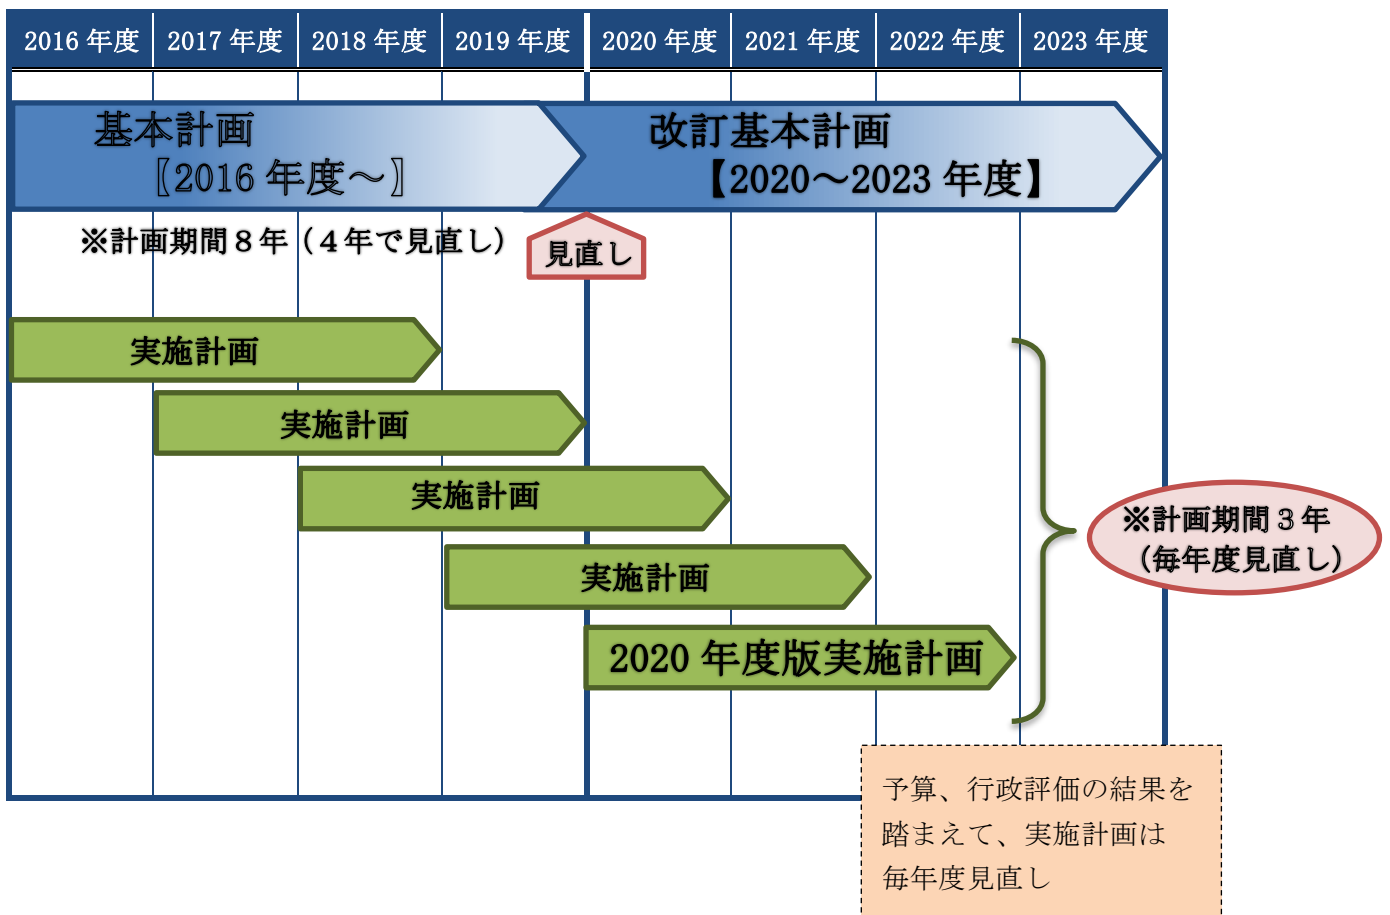 2016 年度 2017 年度 2018 年度 2019 年度 2020 年度 2021 年度 2022 年度 2023 年度
基本計画
〖2016 年度～〗
改訂基本計画
【2020～2023 年度】
※計画期間８年（４年で見直し）
見直し
実施計画
実施計画
実施計画
実施計画
2020 年度版実施計画
※計画期間３年
（毎年度見直し）
予算、行政評価の結果を
踏まえて、実施計画は
毎年度見直し